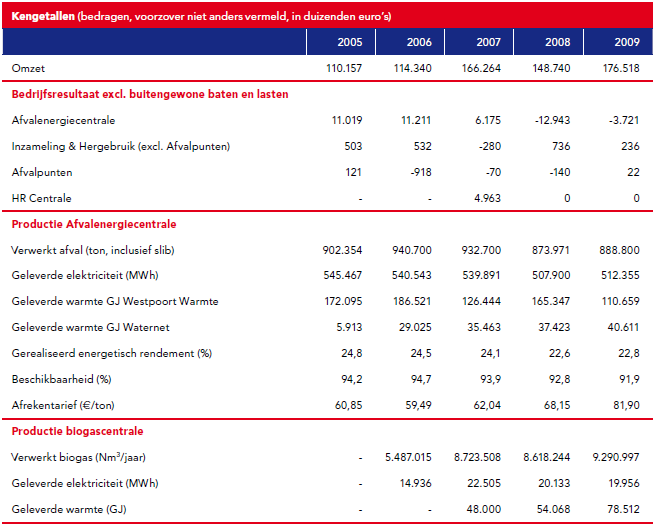 Kengetallen (bedragen, voorzover niet anders vermeld, in duizenden euro's)
2005 2006 2007 2008 2009
Omzet 110.157 114.340 166.264 148.740 176.518
Bedrijfsresultaat excl. buitengewone baten en lasten
Afvalenergiecentrale 11.019 11.211 6.175 -12.943 -3.721
Inzameling & Hergebruik (excl. Afvalpunten) 503 532 -280 736 236
Afvalpunten 121 -918 -70 -140 22
HR Centrale - - 4.963 0 0
Productie Afvalenergiecentrale
Verwerkt afval (ton, inclusief slib) 902.354 940.700 932.700 873.971 888.800
Geleverde elektriciteit (MWh) 545.467 540.543 539.891 507.900 512.355
Geleverde warmte GJ Westpoort Warmte 172.095 186.521 126.444 165.347 110.659
Geleverde warmte GJ Waternet 5.913 29.025 35.463 37.423 40.611
Gerealiseerd energetisch rendement (%) 24,8 24,5 24,1 22,6 22,8
Beschikbaarheid (%) 94,2 94,7 93,9 92,8 91,9
Afrekentarief (€/ton) 60,85 59,49 62,04 68,15 81,90
Productie biogascentrale
Verwerkt biogas (Nm³/jaar) - 5.487.015 8.723.508 8.618.244 9.290.997
Geleverde elektriciteit (MWh) - 14.936 22.505 20.133 19.956
Geleverde warmte (GJ) - - 48.000 54.068 78.512